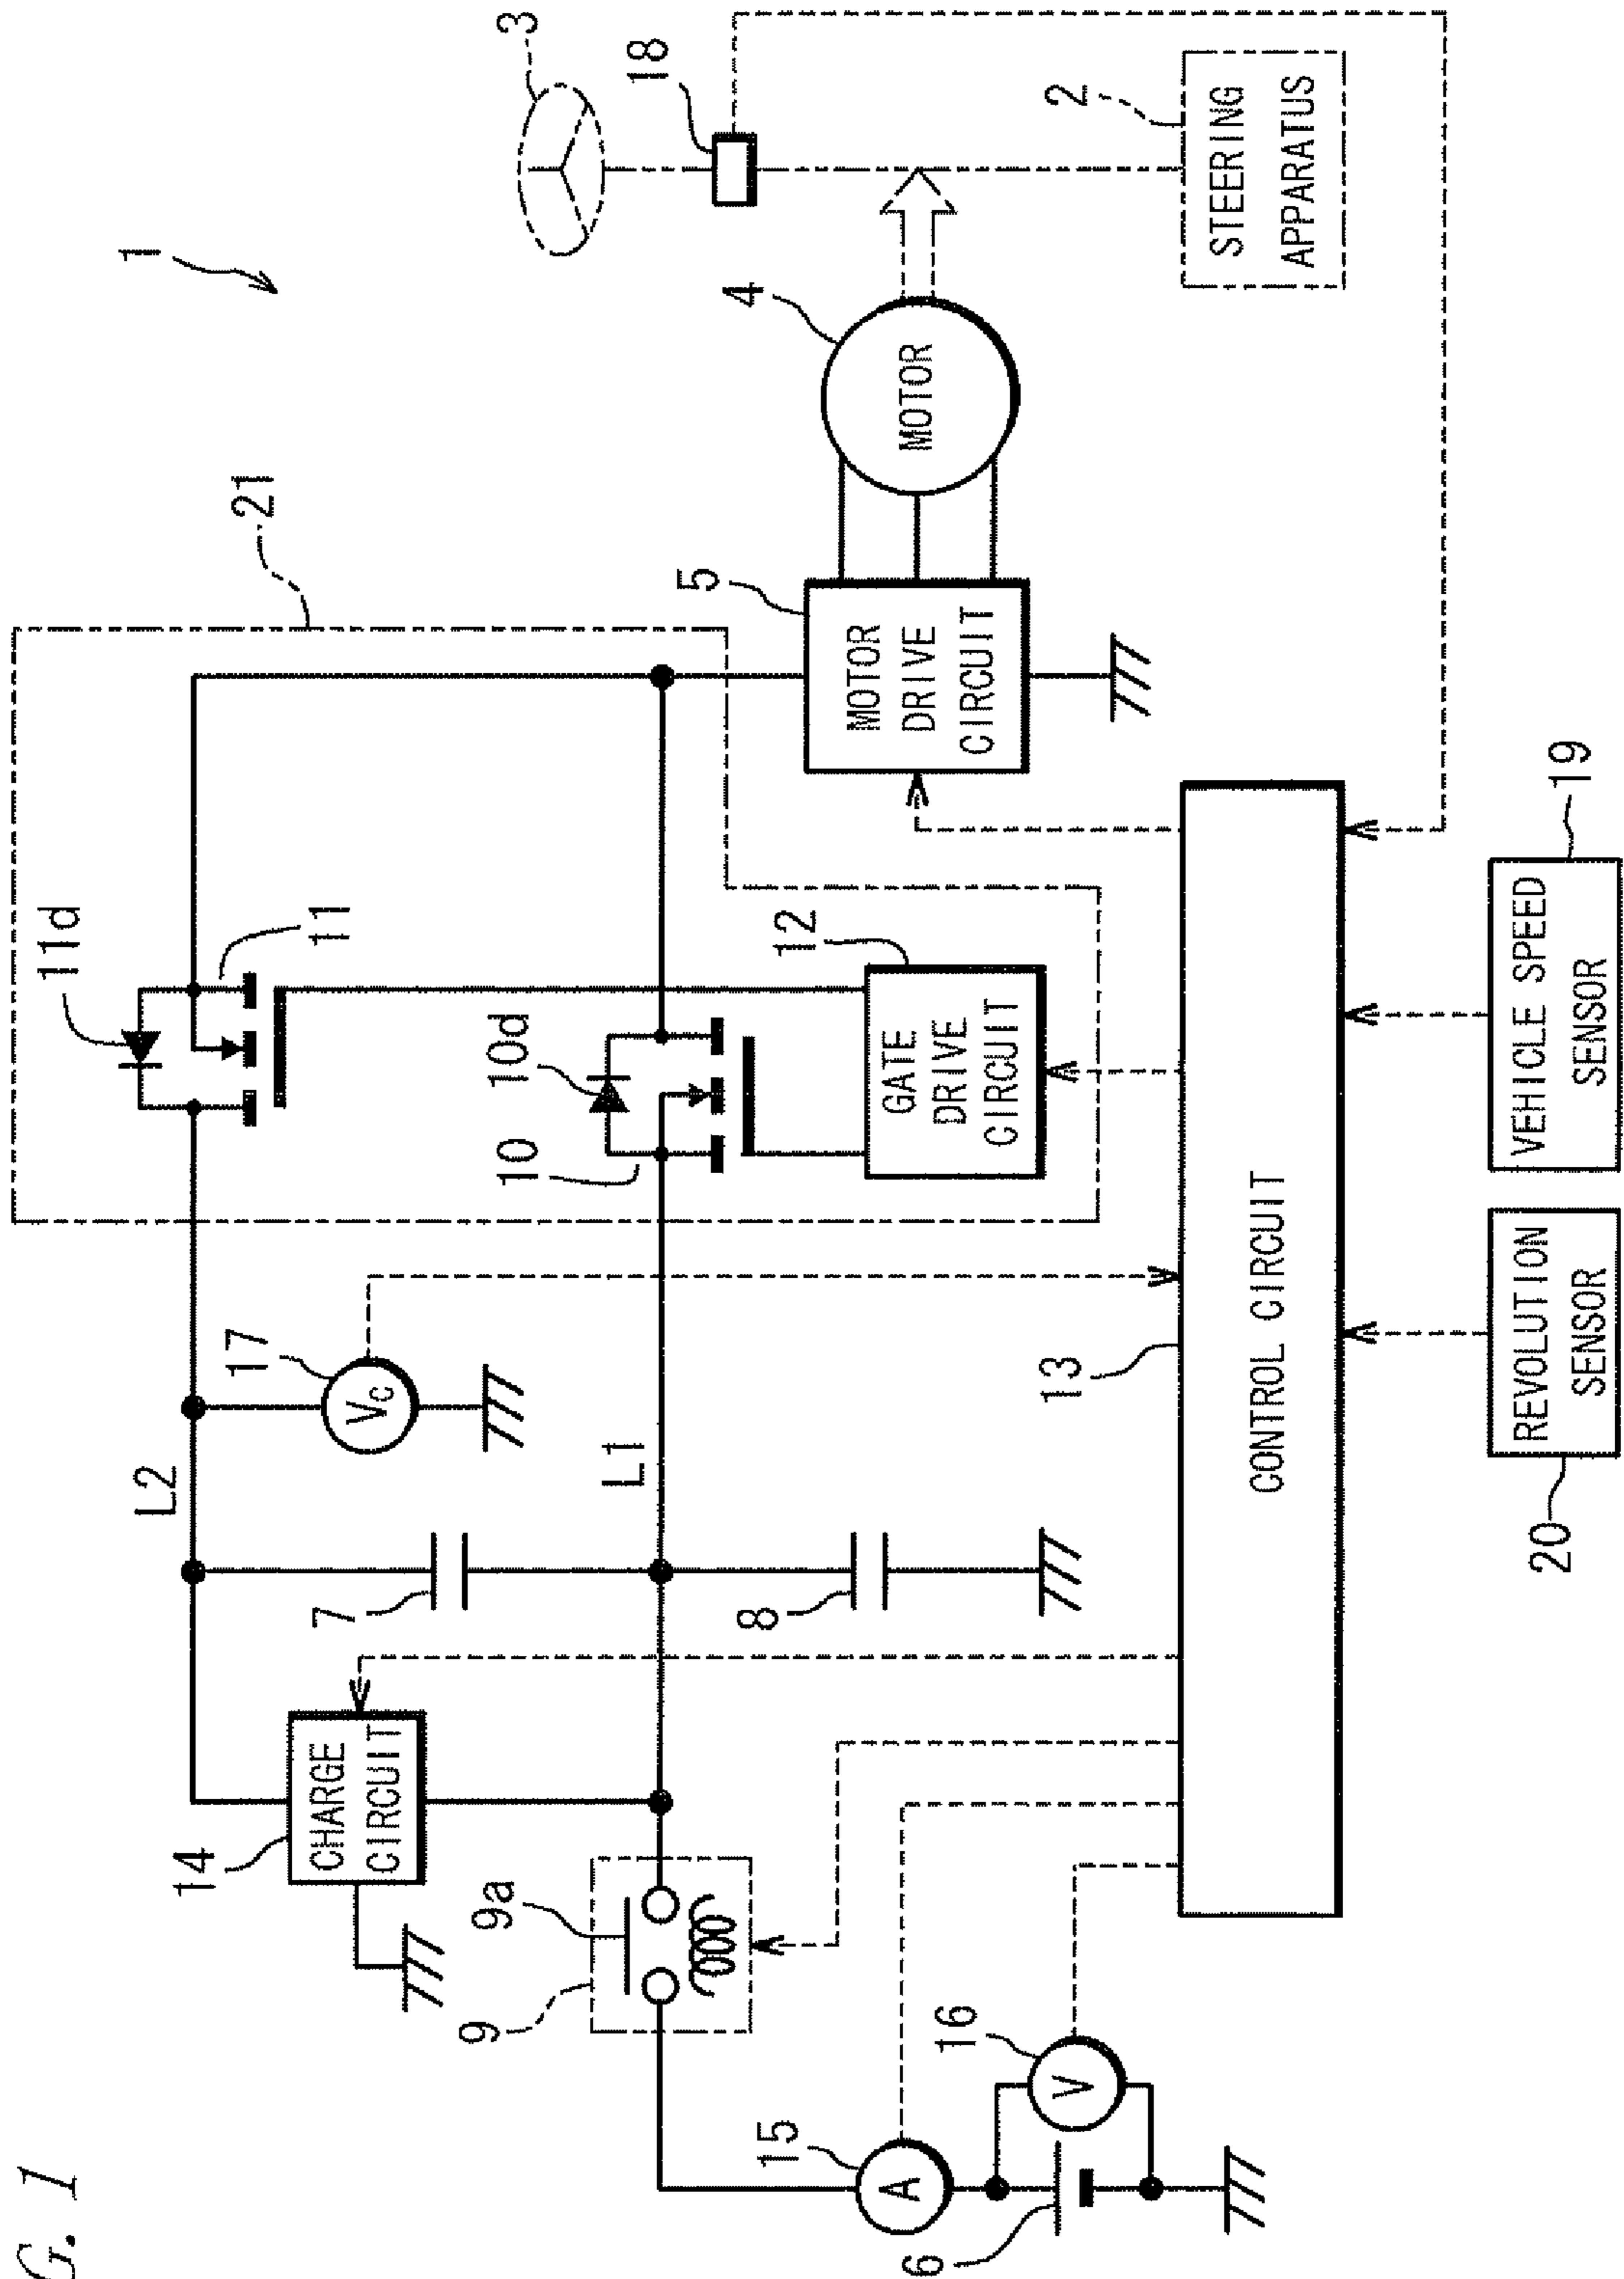 G. 1
1
3
18
2
STEERING
APPARATUS
4
MOTOR
21
5
MOTOR
DRIVE
CIRCUIT
11d
11
10d
10
12
GATE
DRIVE
CIRCUIT
17
Vc
L2
L1
7
8
14
CHARGE
CIRCUIT
9a
9
15
A
16
V
6
13
CONTROL CIRCUIT
19
VEHICLE SPEED
SENSOR
20
REVOLUTION
SENSOR